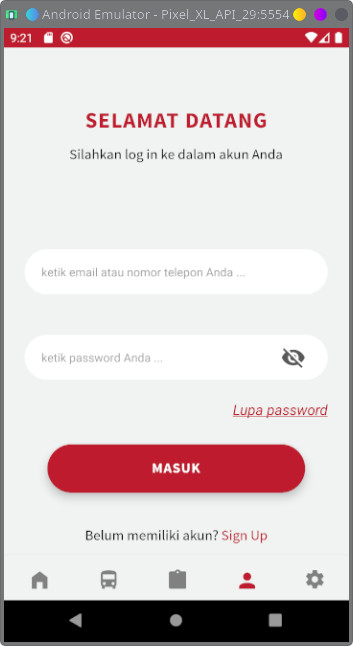 Android Emulator - Pixel_XL_API_29:5554
9:21
SELAMAT DATANG
Silahkan log in ke dalam akun Anda
ketik email atau nomor telepon Anda ...
ketik password Anda ...
Lupa password
MASUK
Belum memiliki akun? Sign Up